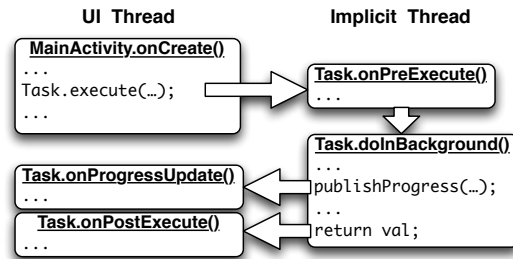 UI Thread
Implicit Thread
MainActivity.onCreate()
...
Task.execute(…);
...
Task.onPreExecute()
...
Task.doInBackground()
...
publishProgress(…);
...
return val;
Task.onProgressUpdate()
...
Task.onPostExecute()
...